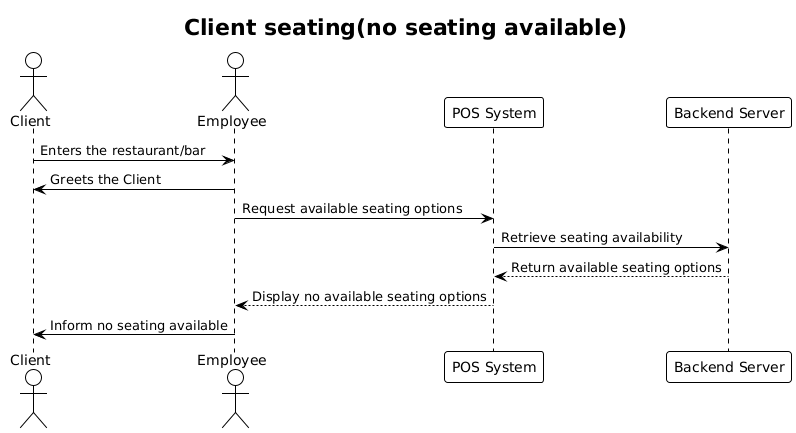 Client seating(no seating available)
Client
Employee
POS System
Backend Server
Enters the restaurant/bar
Greets the Client
Request available seating options
Retrieve seating availability
Return available seating options
Display no available seating options
Inform no seating available
Client
Employee
POS System
Backend Server